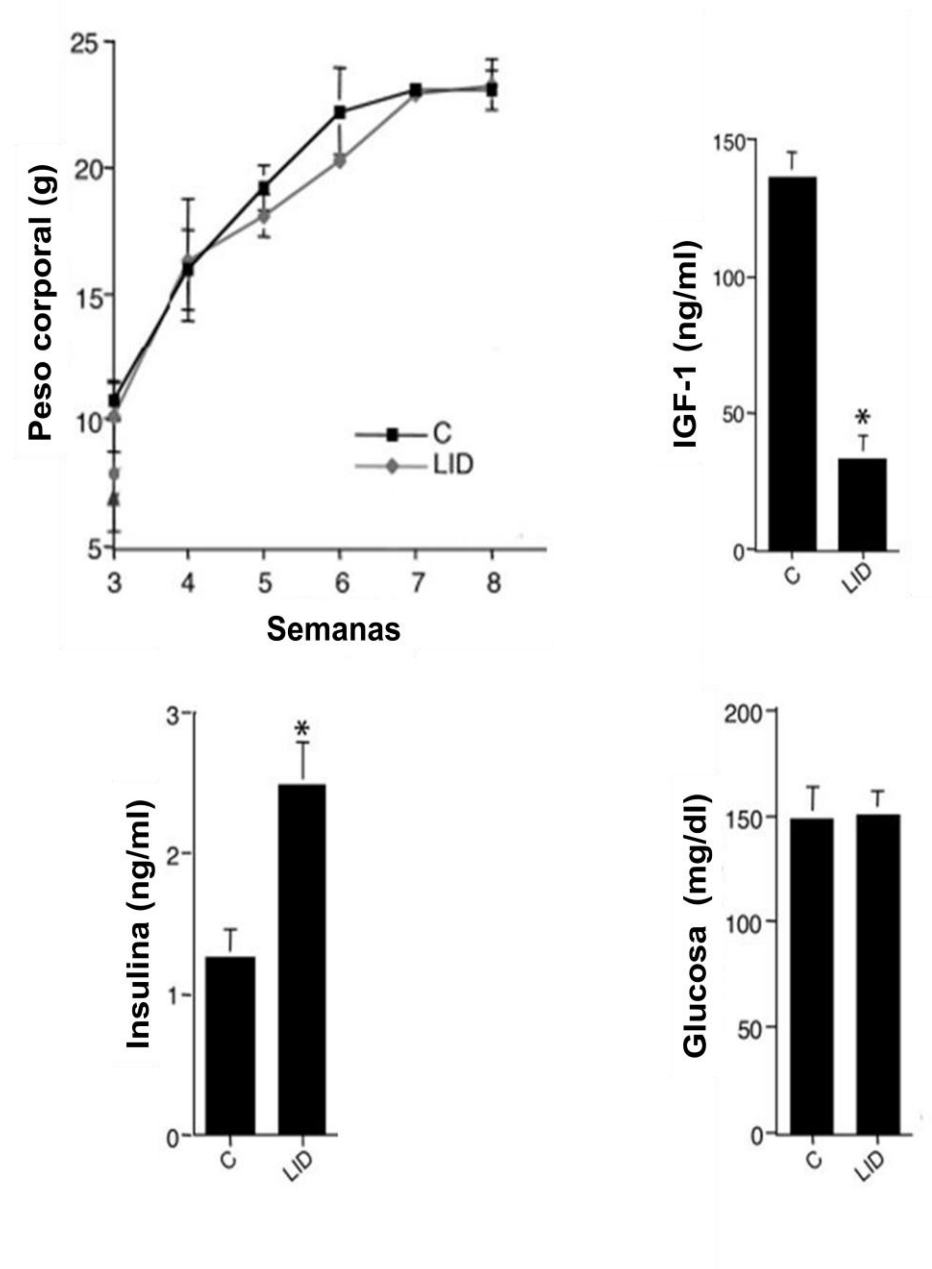 Peso corporal (g)
25
20
15
10
5
3 4 5 6 7 8
Semanas
C
LID
IGF-1 (ng/ml)
150
100
50
0
*
C LID
Insulina (ng/ml)
3
2
1
0
*
C LID
Glucosa (mg/dl)
200
150
100
50
0
C LID